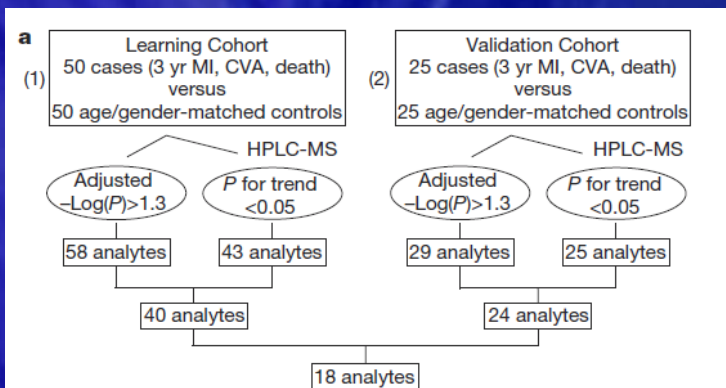 a
Learning Cohort
(1) 50 cases (3 yr MI, CVA, death)
versus
50 age/gender-matched controls
HPLC-MS
Adjusted
–Log(P)>1.3
P for trend
<0.05
58 analytes
43 analytes
40 analytes
Validation Cohort
(2) 25 cases (3 yr MI, CVA, death)
versus
25 age/gender-matched controls
HPLC-MS
Adjusted
–Log(P)>1.3
P for trend
<0.05
29 analytes
25 analytes
24 analytes
18 analytes